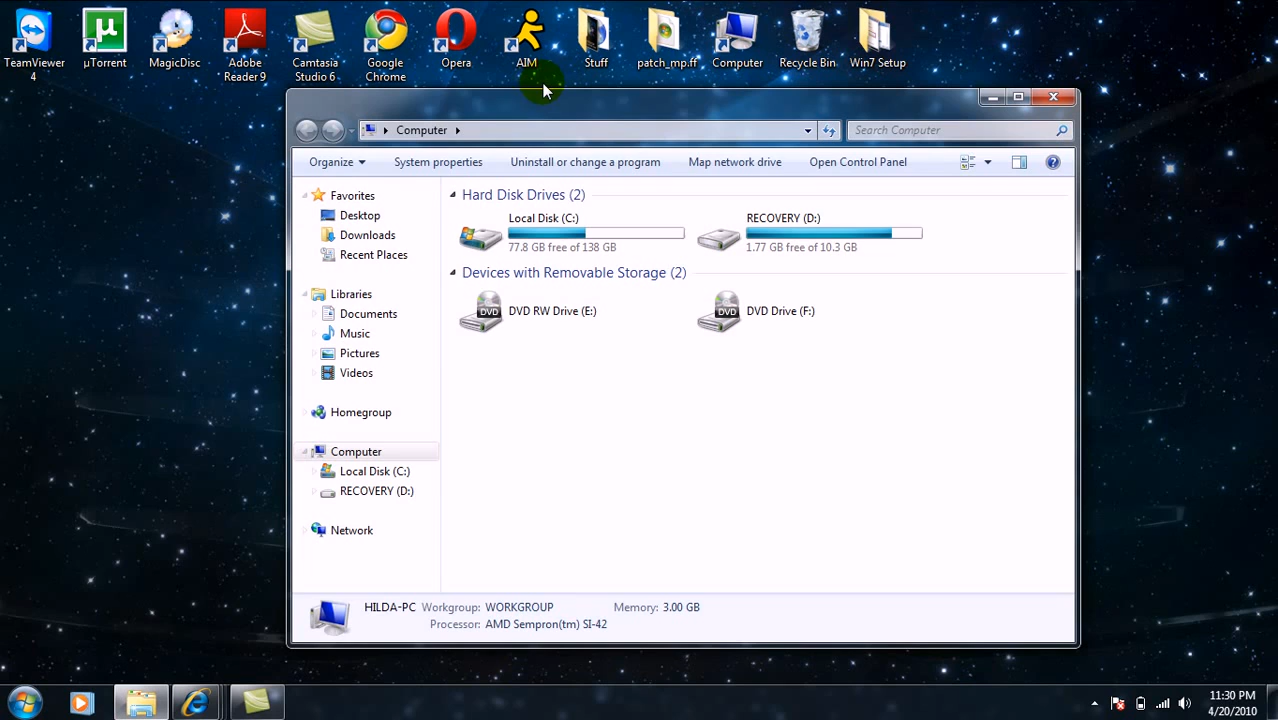 TeamViewer 4
µTorrent
MagicDisc
Adobe Reader 9
Camtasia Studio 6
Google Chrome
Opera
AIM
Stuff
patch_mp.ff
Computer
Recycle Bin
Win7 Setup
Computer
Search Computer
Organize
System properties
Uninstall or change a program
Map network drive
Open Control Panel
Favorites
Desktop
Downloads
Recent Places
Libraries
Documents
Music
Pictures
Videos
Homegroup
Computer
Local Disk (C:)
RECOVERY (D:)
Network
Hard Disk Drives (2)
Local Disk (C:)
77.8 GB free of 138 GB
RECOVERY (D:)
1.77 GB free of 10.3 GB
Devices with Removable Storage (2)
DVD
DVD RW Drive (E:)
DVD
DVD Drive (F:)
HILDA-PC Workgroup: WORKGROUP Memory: 3.00 GB
Processor: AMD Sempron(tm) SI-42
11:30 PM
4/20/2010